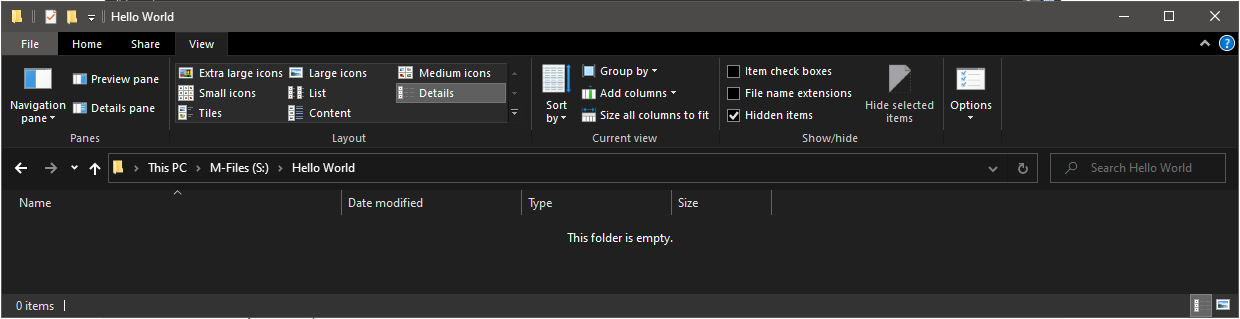 Hello World
File Home Share View
Extra large icons Large icons Medium icons
Small icons List Details
Tiles Content
Navigation pane
Preview pane
Details pane
Sort by
Group by
Add columns
Size all columns to fit
Item check boxes
File name extensions
Hidden items
Hide selected items
Options
Panes Layout Current view Show/hide
This PC M-Files (S:) Hello World Search Hello World
Name Date modified Type Size
This folder is empty.
0 items